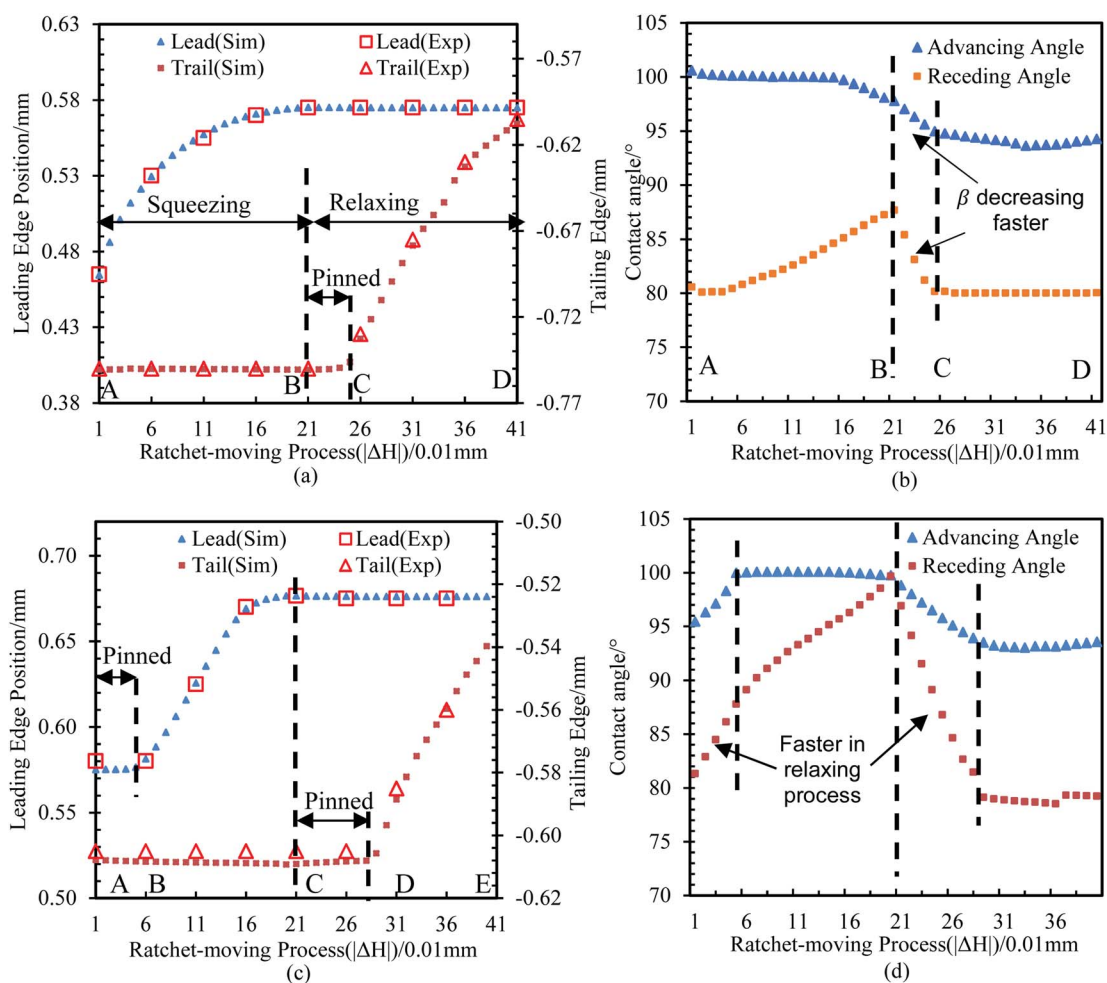 0.63
0.58
0.53
0.48
0.43
0.38
Leading Edge Position/mm
Lead(Sim)
Lead(Exp)
Trail(Sim)
Trail(Exp)
Squeezing
Relaxing
Pinned
A
B
C
D
-0.57
-0.62
-0.67
-0.72
-0.77
Tailing Edge/mm
1 6 11 16 21 26 31 36 41
Ratchet-moving Process(|ΔH|)/0.01mm
(a)
105
100
95
90
85
80
75
70
Contact angle/°
Advancing Angle
Receding Angle
β decreasing
faster
A
B
C
D
1 6 11 16 21 26 31 36 41
Ratchet-moving Process(|ΔH|)/0.01mm
(b)
0.70
0.65
0.60
0.55
0.50
Leading Edge Position/mm
Lead(Sim)
Lead(Exp)
Tail(Sim)
Tail(Exp)
Pinned
Pinned
A
B
C
D
E
-0.50
-0.52
-0.54
-0.56
-0.58
-0.60
-0.62
Tailing Edge/mm
1 6 11 16 21 26 31 36 41
Ratchet-moving Process(|ΔH|)/0.01mm
(c)
105
100
95
90
85
80
75
70
Contact angle/°
Advancing Angle
Receding Angle
Faster in
relaxing
process
1 6 11 16 21 26 31 36
Ratchet-moving Process(|ΔH|)/0.01mm
(d)